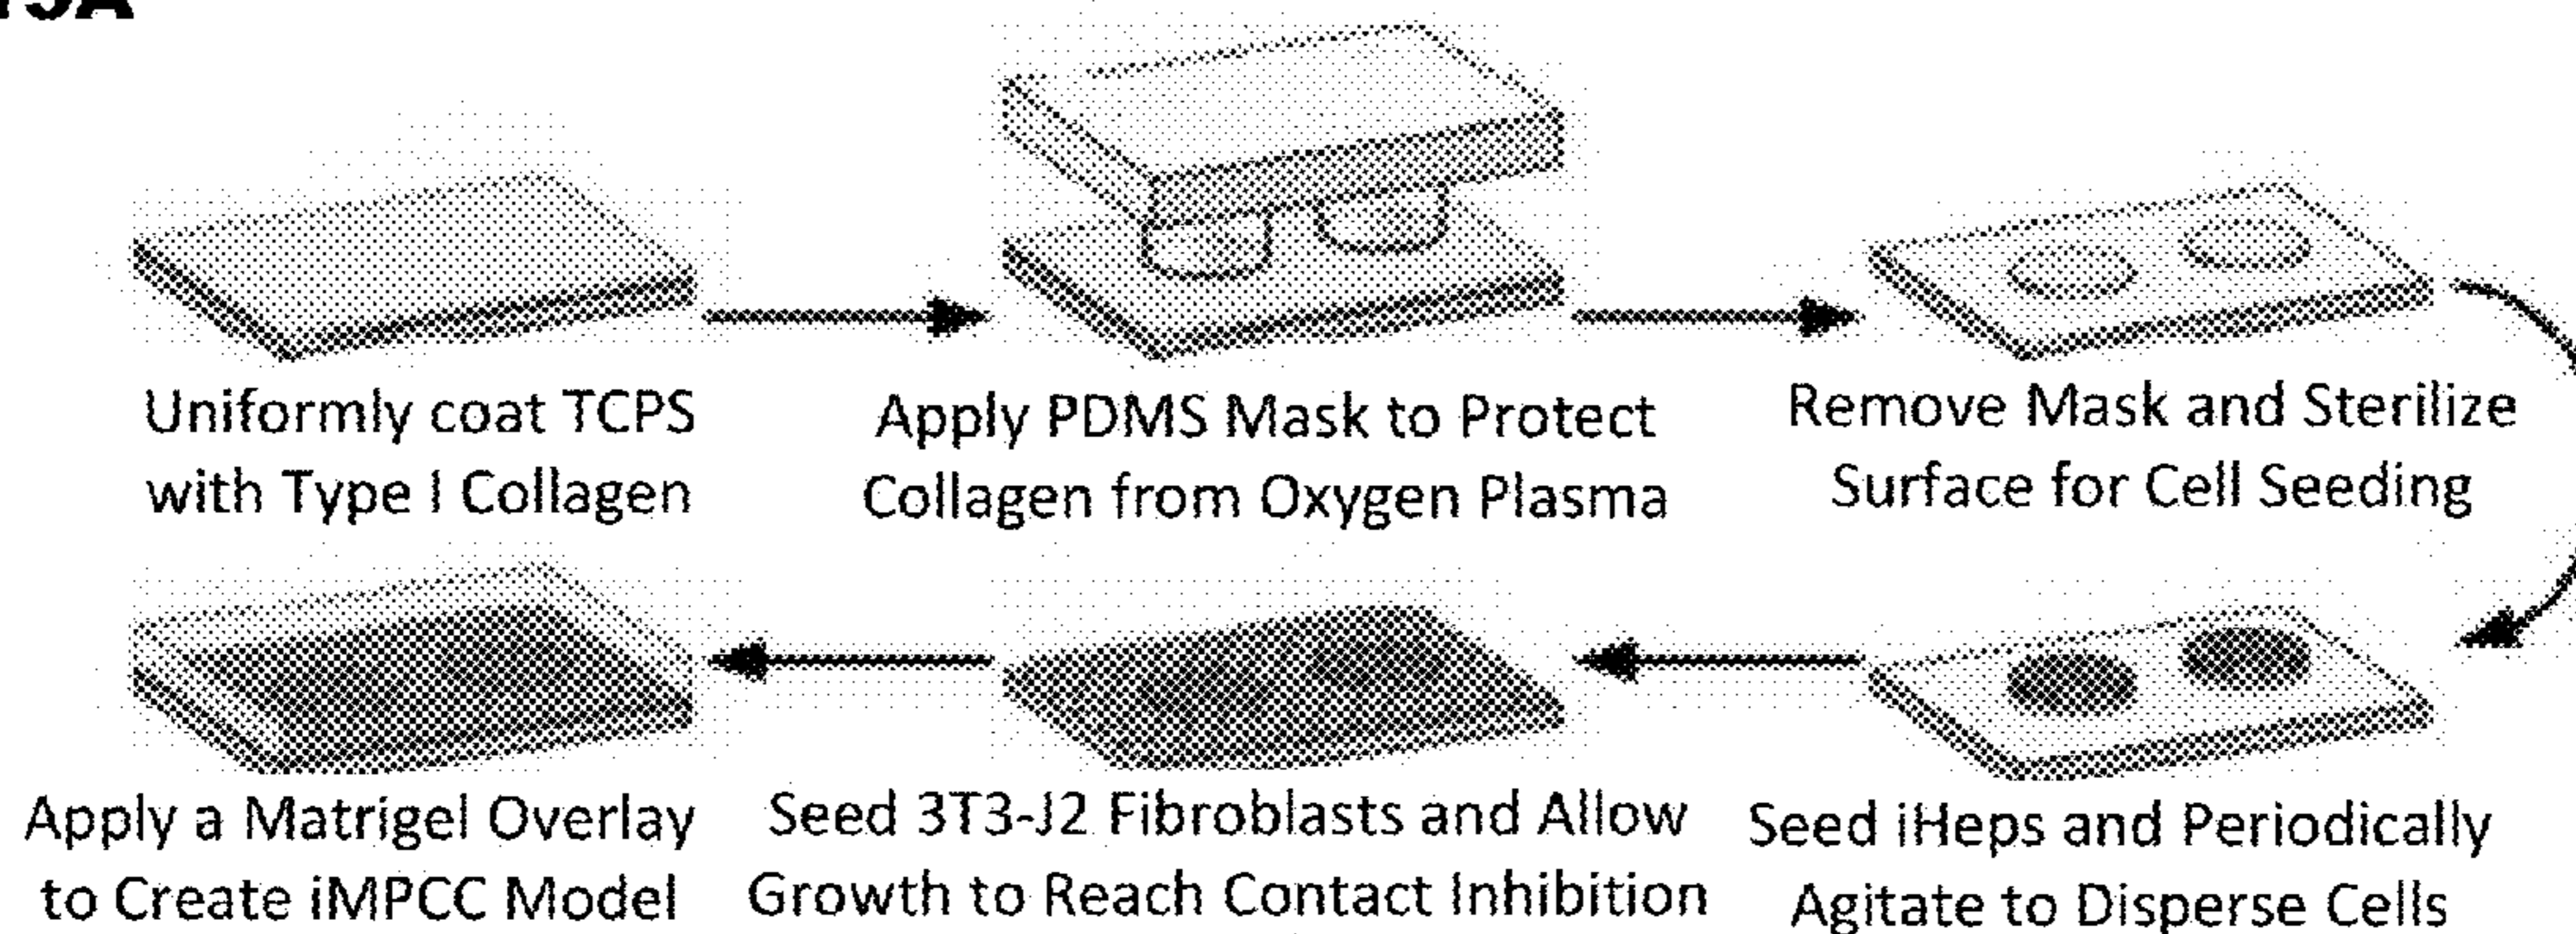 Uniformly coat TCPS
with Type I Collagen
Apply PDMS Mask to Protect
Collagen from Oxygen Plasma
Remove Mask and Sterilize
Surface for Cell Seeding
Apply a Matrigel Overlay
to Create iMPCC Model
Seed 3T3-J2 Fibroblasts and Allow
Growth to Reach Contact Inhibition
Seed iHeps and Periodically
Agitate to Disperse Cells